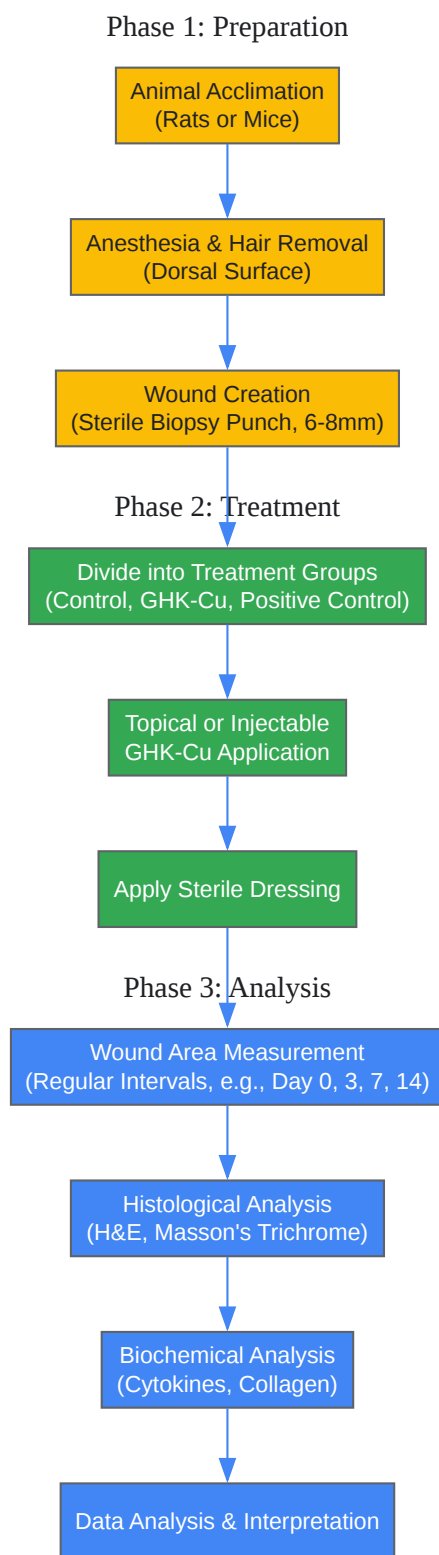 Phase 1: Preparation
Animal Acclimation
(Rats or Mice)
Anesthesia & Hair Removal
(Dorsal Surface)
Wound Creation
(Sterile Biopsy Punch, 6-8mm)
Phase 2: Treatment
Divide into Treatment Groups
(Control, GHK-Cu, Positive Control)
Topical or Injectable
GHK-Cu Application
Apply Sterile Dressing
Phase 3: Analysis
Wound Area Measurement
(Regular Intervals, e.g., Day 0, 3, 7, 14)
Histological Analysis
(H&E, Masson's Trichrome)
Biochemical Analysis
(Cytokines, Collagen)
Data Analysis & Interpretation